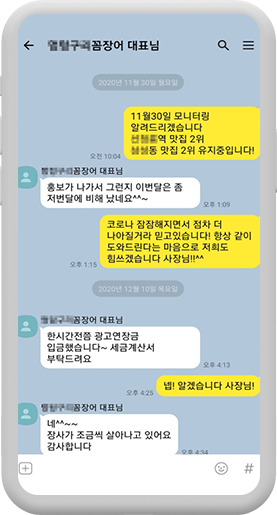 꼼장어 대표님
2020년 11월 30일 월요일
11월30일 모니터링
알려드리겠습니다
역 맛집 2위
동 맛집 2위 유지중입니다!
오전 10:04
꼼장어 대표님
홍보가 나가서 그런지 이번달은 좀
저번달에 비해 났네요^^~
오후 1:09
코로나 잠잠해지면서 점차 더
나아질거라 믿고있습니다! 항상 같이
도와드린다는 마음으로 저희도
힘쓰겠습니다 사장님!!^^
오후 1:15
2020년 12월 10일 목요일
꼼장어 대표님
한시간전쯤 광고연장금
입금했습니다~ 세금계산서
부탁드려요
오후 4:13
넵! 알겠습니다 사장님!
오후 4:25
꼼장어 대표님
네^^~~
장사가 조금씩 살아나고 있어요
감사합니다
오후 4:34
#